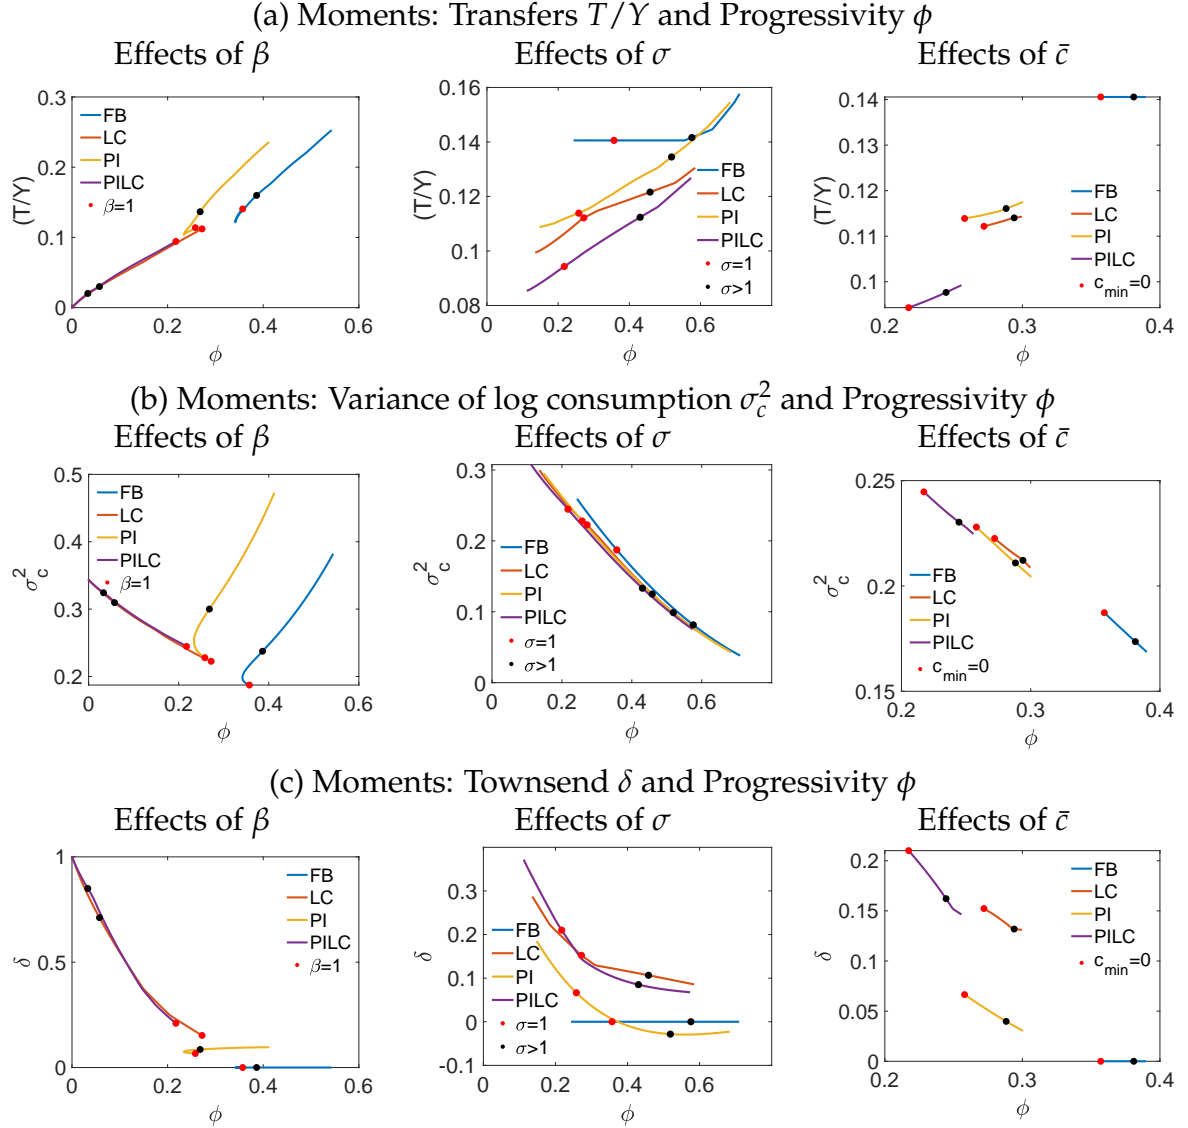 (a) Moments: Transfers T/Y and Progressivity ϕ
Effects of β
Effects of σ
Effects of c̄
0.3
0.2
0.1
0
(T/Y)
FB
LC
PI
PILC
β=1
0 0.2 0.4 0.6
ϕ
0.16
0.14
0.12
0.1
0.08
(T/Y)
FB
LC
PI
PILC
σ=1
σ>1
0 0.2 0.4 0.6
ϕ
0.14
0.13
0.12
0.11
0.1
(T/Y)
FB
LC
PI
PILC
c_min=0
0.2 0.3 0.4
ϕ
(b) Moments: Variance of log consumption σ_c^2 and Progressivity ϕ
Effects of β
Effects of σ
Effects of c̄
0.5
0.4
0.3
0.2
σ_c^2
FB
LC
PI
PILC
β=1
0 0.2 0.4 0.6
ϕ
0.3
0.2
0.1
0
σ_c^2
FB
LC
PI
PILC
σ=1
σ>1
0 0.2 0.4 0.6
ϕ
0.25
0.2
0.15
σ_c^2
FB
LC
PI
PILC
c_min=0
0.2 0.3 0.4
ϕ
(c) Moments: Townsend δ and Progressivity ϕ
Effects of β
Effects of σ
Effects of c̄
1
0.5
0
δ
FB
LC
PI
PILC
β=1
0 0.2 0.4 0.6
ϕ
0.3
0.2
0.1
0
-0.1
δ
FB
LC
PI
PILC
σ=1
σ>1
0 0.2 0.4 0.6
ϕ
0.2
0.15
0.1
0.05
0
δ
FB
LC
PI
PILC
c_min=0
0.2 0.3 0.4
ϕ